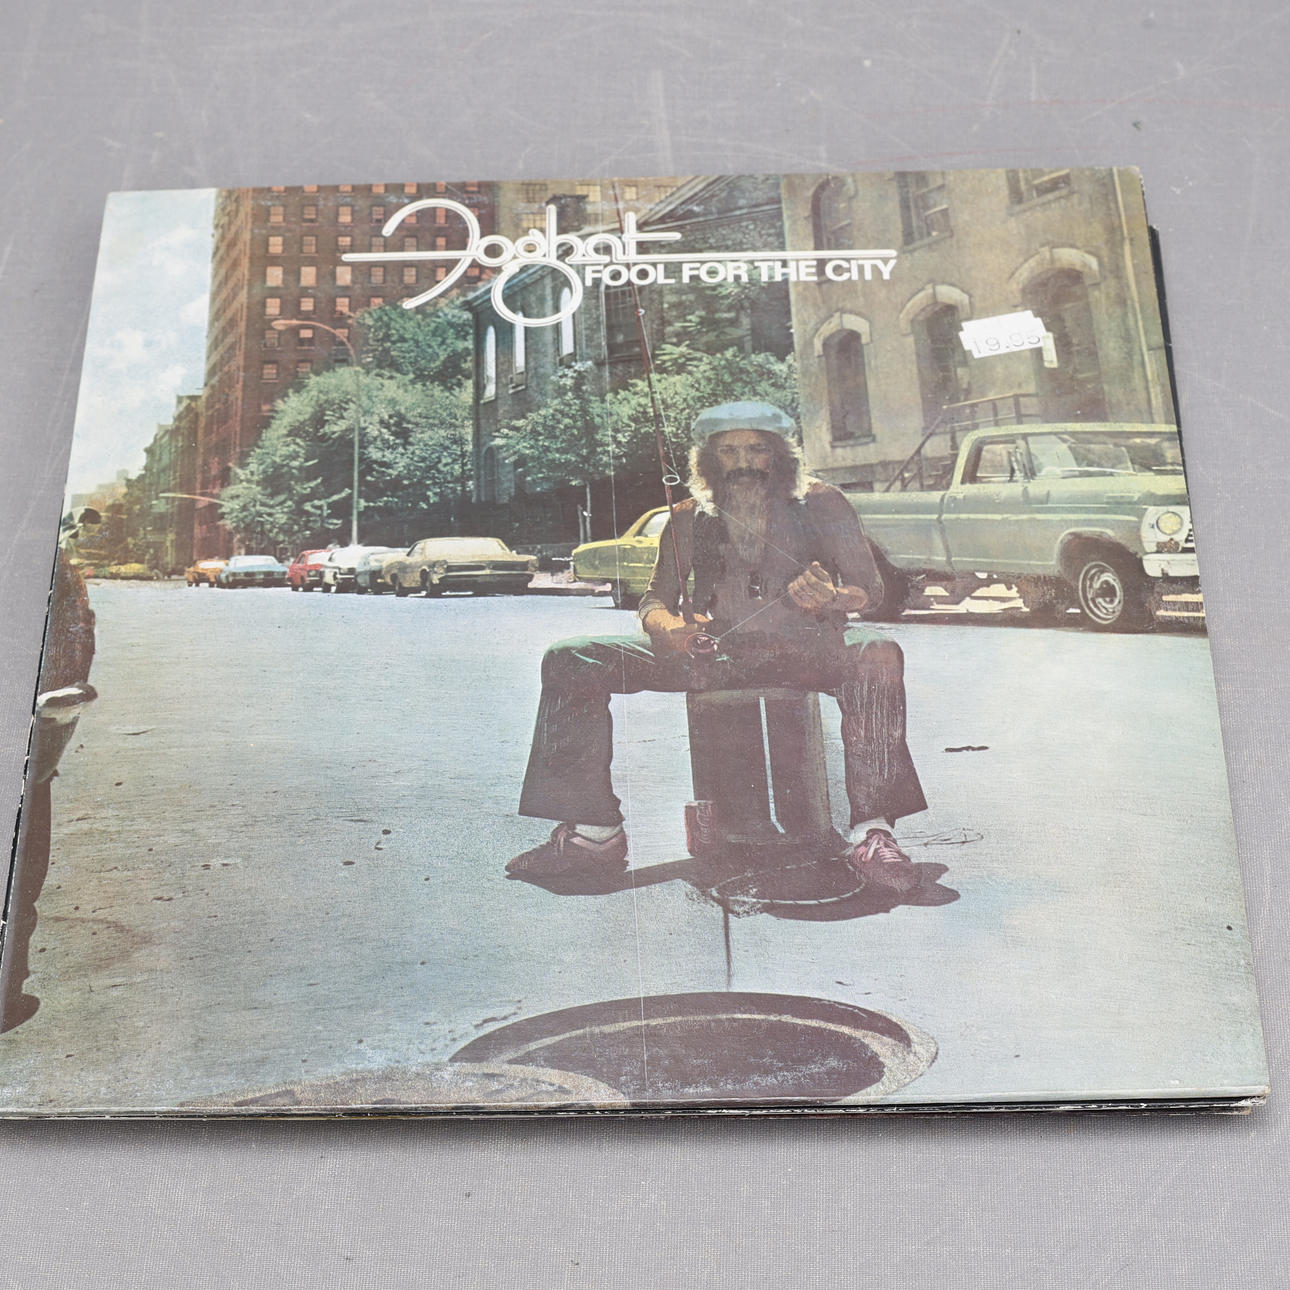 Foghat
FOOL FOR THE CITY
19.95